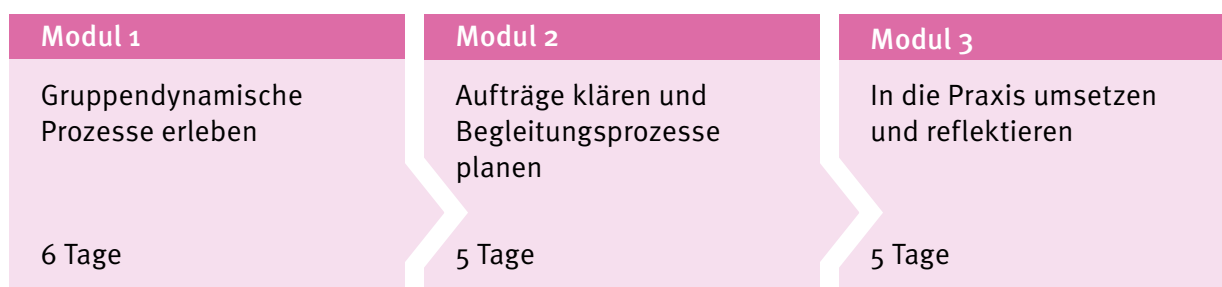 Modul 1
Gruppendynamische
Prozesse erleben
6 Tage
Modul 2
Aufträge klären und
Begleitungsprozesse
planen
5 Tage
Modul 3
In die Praxis umsetzen
und reflektieren
5 Tage